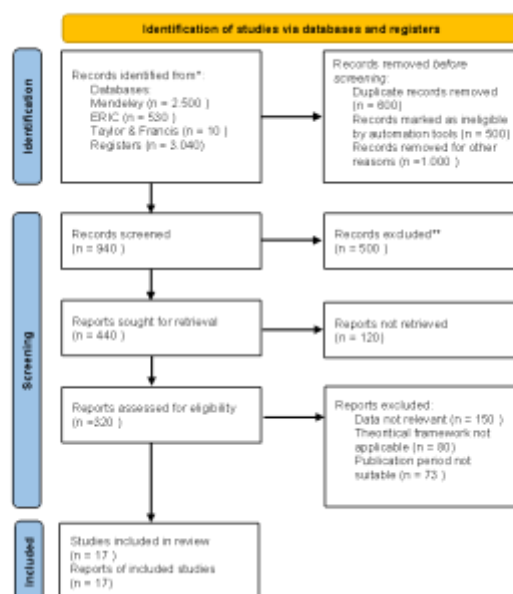 Identification of studies via databases and registers
Identification
Records identified from*:
Databases:
Mendeley (n = 2.500 )
ERIC (n = 530)
Taylor & Francis (n = 10 )
Registers (n = 3.040)
Records removed before
screening:
Duplicate records removed
(n = 600)
Records marked as ineligible
by automation tools (n = 500)
Records removed for other
reasons (n =1.000 )
Screening
Records screened
(n = 940)
Records excluded**
(n = 500)
Reports sought for retrieval
(n = 440)
Reports not retrieved
(n = 120)
Reports assessed for eligibility
(n =320)
Reports excluded:
Data not relevant (n = 150 )
Theoritical framework not
applicable (n = 80)
Publication period not
suitable (n = 73 )
Included
Studies included in review
(n = 17 )
Reports of included studies
(n = 17)